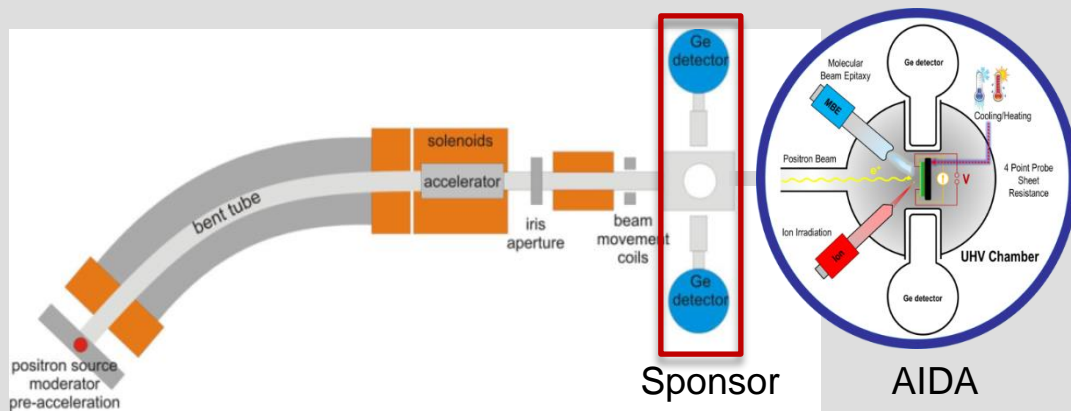 positron source
moderator
pre-acceleration
bent tube
solenoids
accelerator
iris
aperture
beam
movement
coils
Ge
detector
Ge
detector
Sponsor
Molecular
Beam Epitaxy
MBE
Ge detector
Cooling/Heating
Positron Beam
e⁺
I
V
4 Point Probe
Sheet
Resistance
Ion Irradiation
Ion
UHV Chamber
Ge detector
AIDA